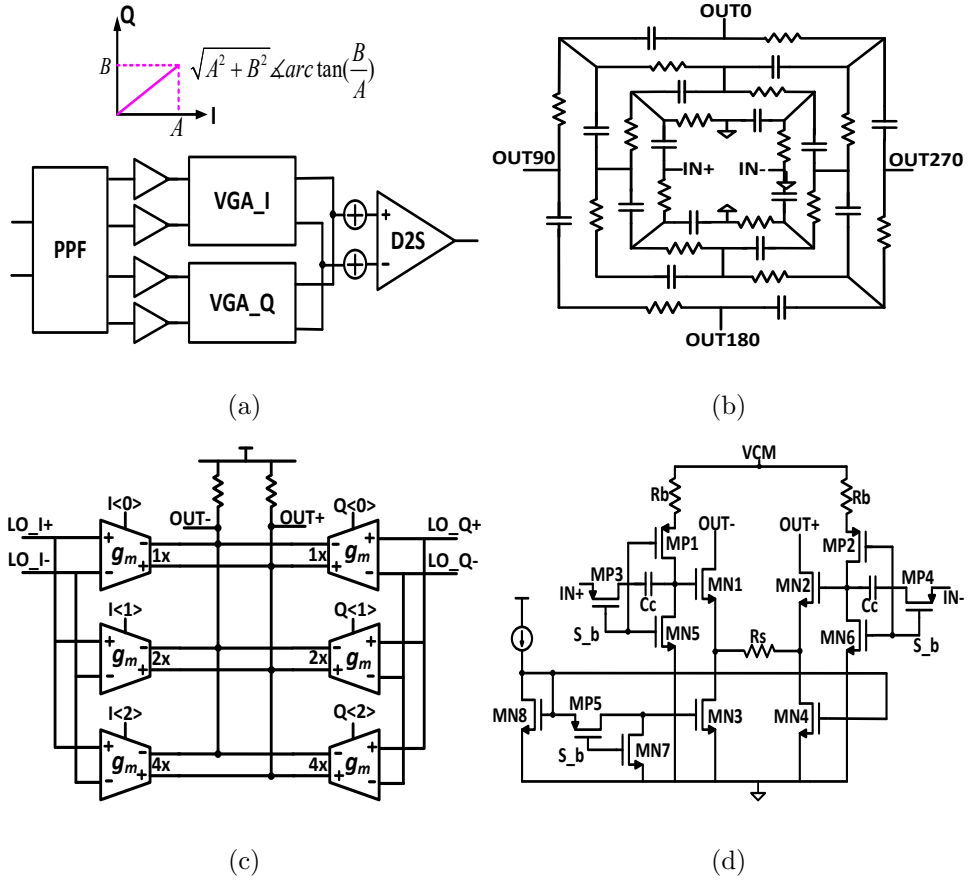 Q
B
√A² + B² ∡arc tan(B/A)
A
I
PPF
VGA_I
VGA_Q
+
-
D2S
(a)
OUT0
OUT90
IN+
IN-
OUT270
OUT180
(b)
LO_I+
LO_I-
I<0>
+
-
gm
-
+
1x
OUT-
OUT+
Q<0>
1x
-
+
gm
+
-
LO_Q+
LO_Q-
I<1>
+
-
gm
-
+
2x
Q<1>
2x
-
+
gm
+
-
I<2>
+
-
gm
-
+
4x
Q<2>
4x
-
+
gm
+
-
(c)
VCM
Rb
Rb
OUT-
OUT+
MP1
MP2
MP3
MP4
IN+
Cc
MN1
MN2
Cc
IN-
S_b
MN5
MN6
S_b
Rs
MN8
MP5
S_b
MN7
MN3
MN4
(d)